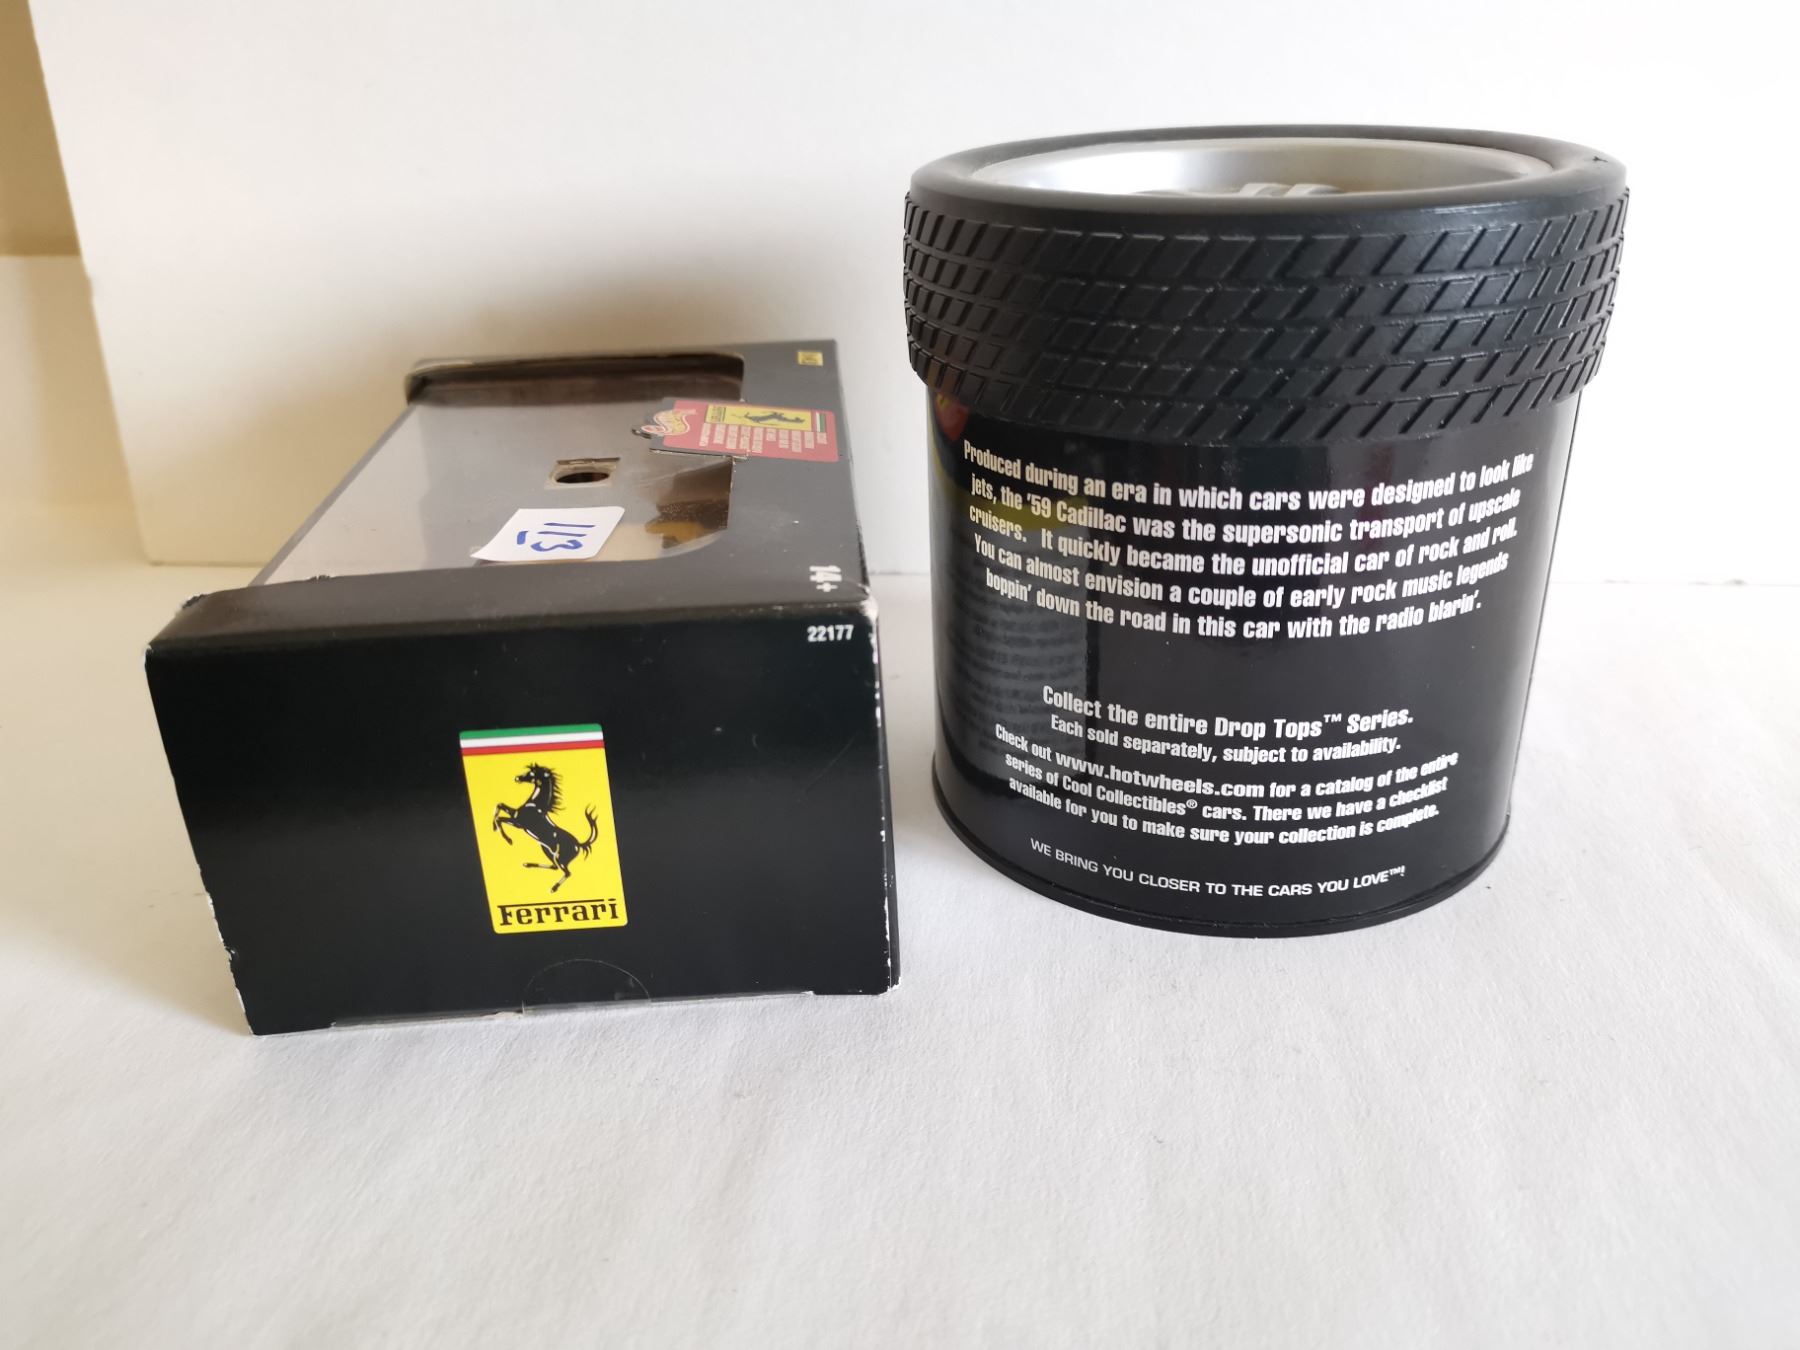 113
14+
22177
Ferrari
Produced during an era in which cars were designed to look like
jets, the '59 Cadillac was the supersonic transport of upscale
cruisers. It quickly became the unofficial car of rock and roll.
You can almost envision a couple of early rock music legends
boppin' down the road in this car with the radio blarin'.
Collect the entire Drop Tops™ Series.
Each sold separately, subject to availability.
Check out www.hotwheels.com for a catalog of the entire
series of Cool Collectibles® cars. There we have a checklist
available for you to make sure your collection is complete.
WE BRING YOU CLOSER TO THE CARS YOU LOVE™!